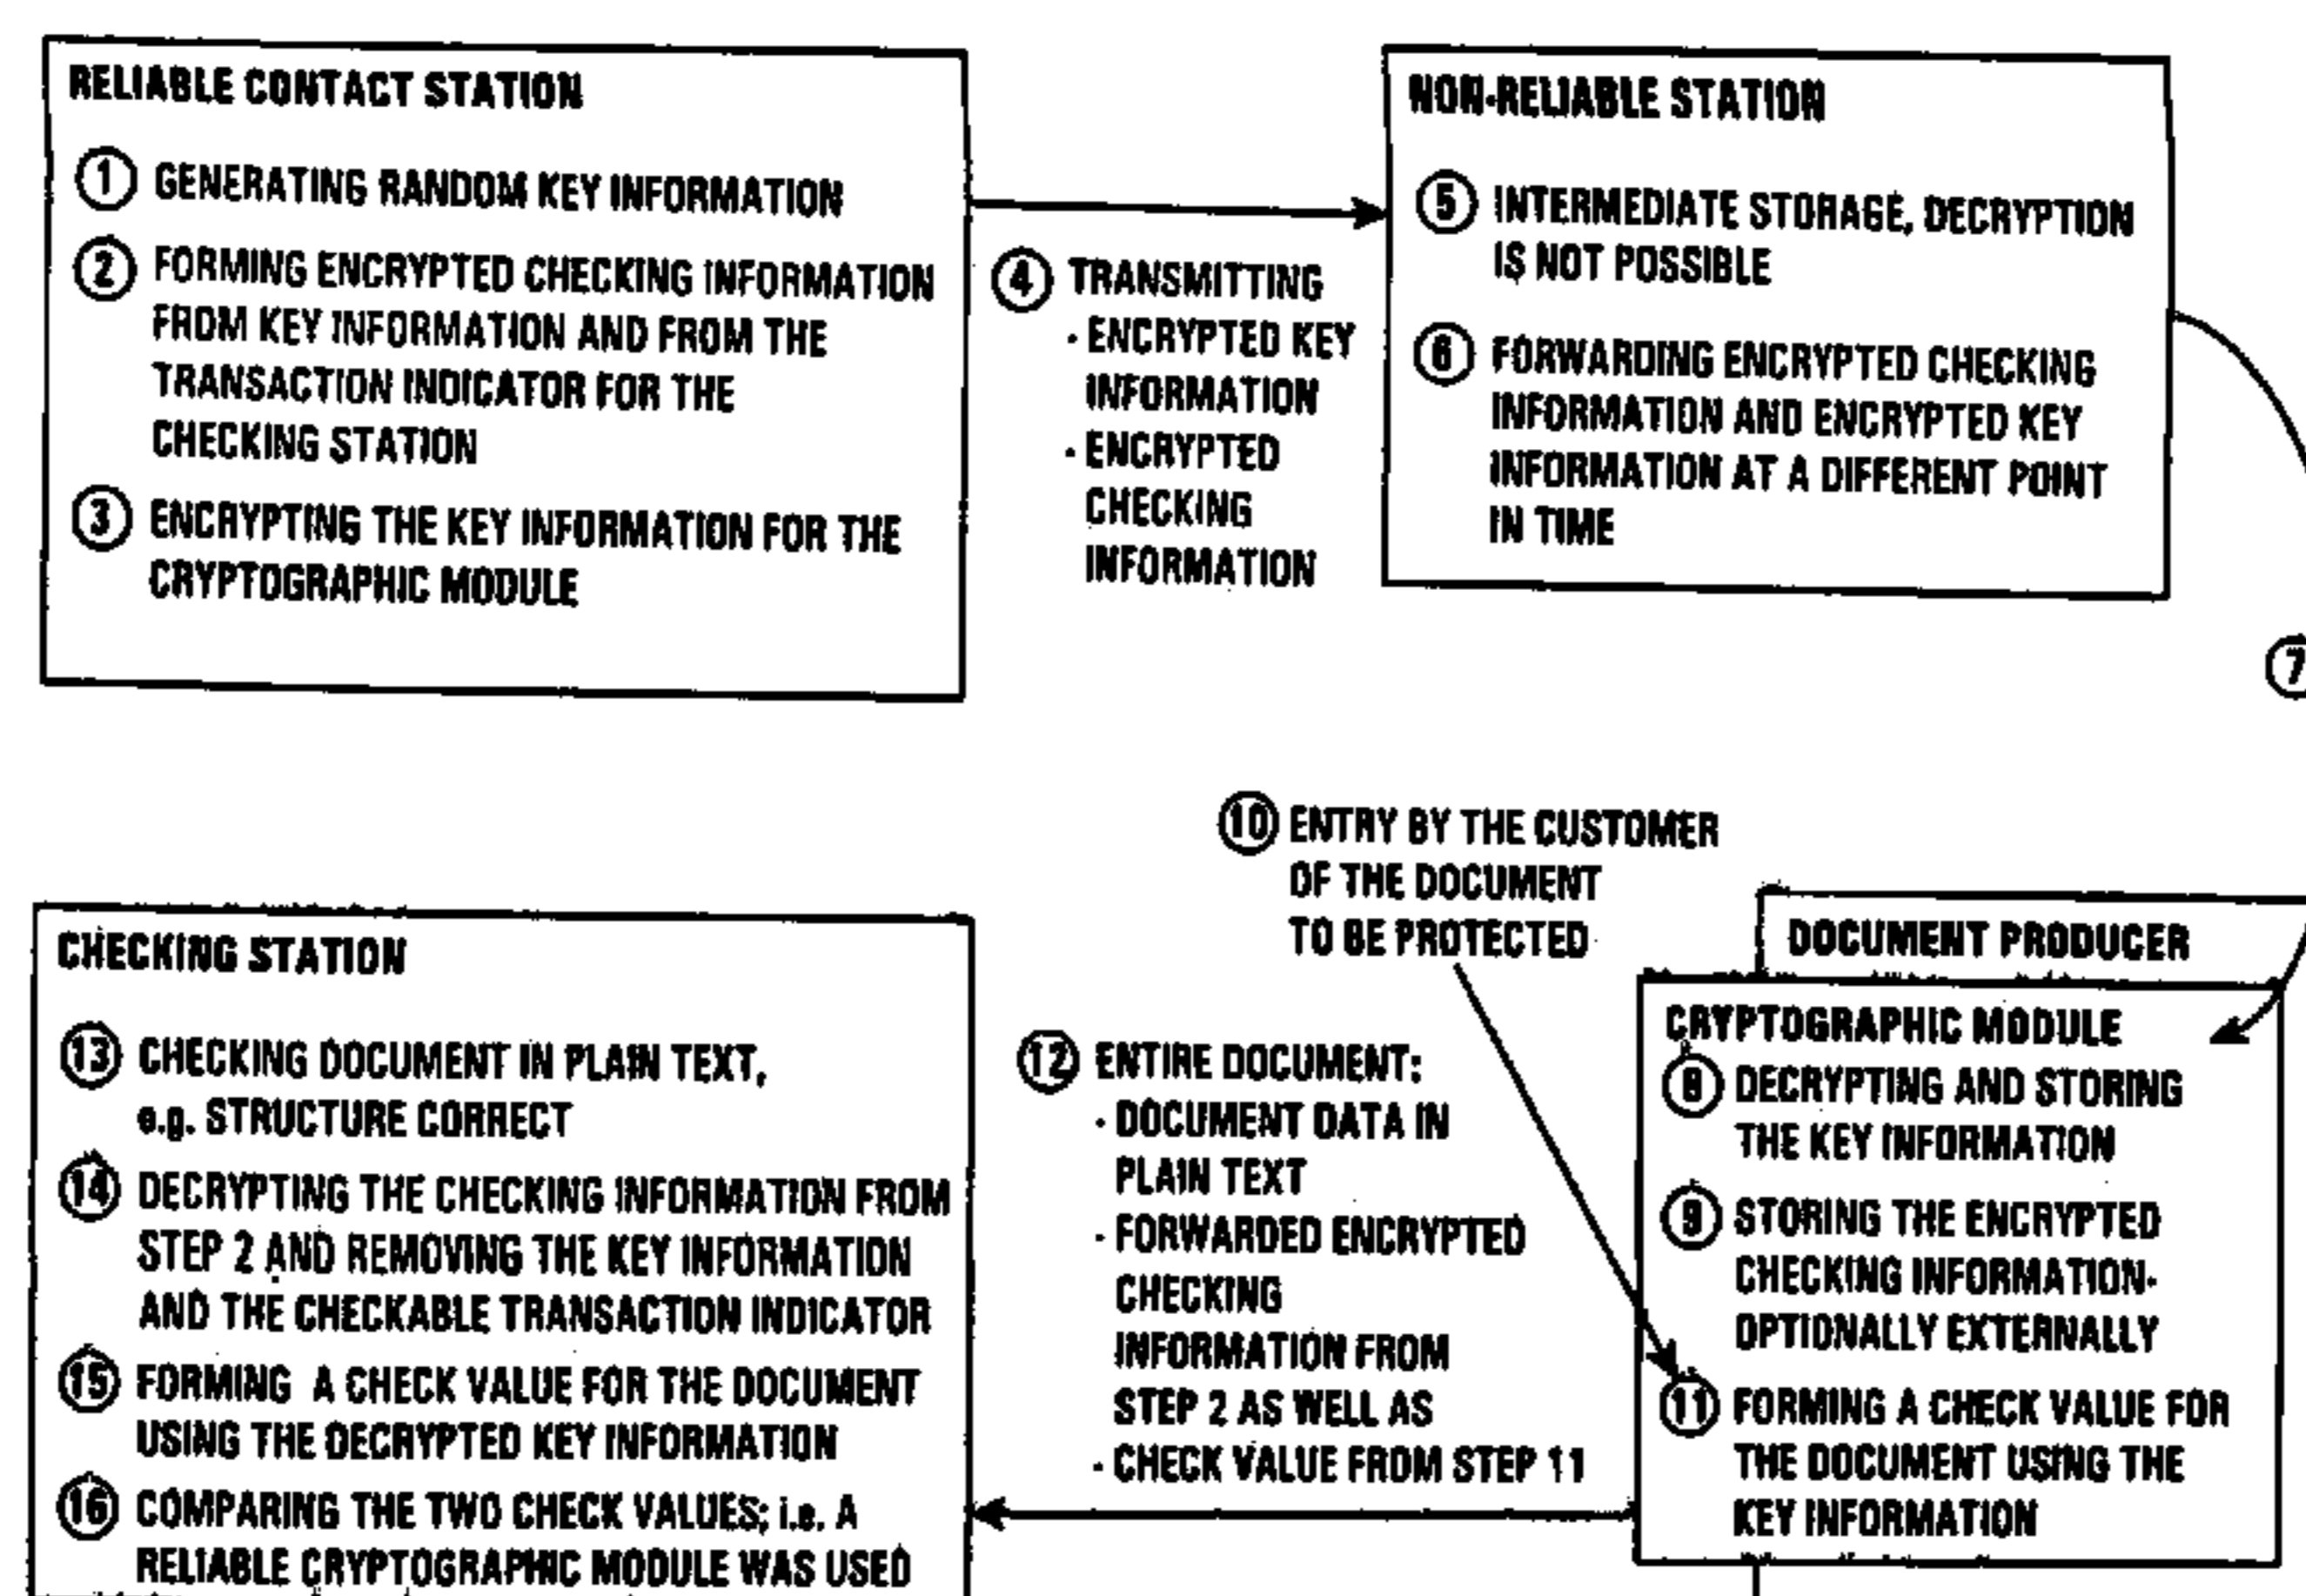 RELIABLE CONTACT STATION
1 GENERATING RANDOM KEY INFORMATION
2 FORMING ENCRYPTED CHECKING INFORMATION
FROM KEY INFORMATION AND FROM THE
TRANSACTION INDICATOR FOR THE
CHECKING STATION
3 ENCRYPTING THE KEY INFORMATION FOR THE
CRYPTOGRAPHIC MODULE
4 TRANSMITTING
- ENCRYPTED KEY
INFORMATION
- ENCRYPTED
CHECKING
INFORMATION
NON-RELIABLE STATION
5 INTERMEDIATE STORAGE, DECRYPTION
IS NOT POSSIBLE
6 FORWARDING ENCRYPTED CHECKING
INFORMATION AND ENCRYPTED KEY
INFORMATION AT A DIFFERENT POINT
IN TIME
7
10 ENTRY BY THE CUSTOMER
OF THE DOCUMENT
TO BE PROTECTED
DOCUMENT PRODUCER
CRYPTOGRAPHIC MODULE
8 DECRYPTING AND STORING
THE KEY INFORMATION
9 STORING THE ENCRYPTED
CHECKING INFORMATION-
OPTIONALLY EXTERNALLY
11 FORMING A CHECK VALUE FOR
THE DOCUMENT USING THE
KEY INFORMATION
12 ENTIRE DOCUMENT:
- DOCUMENT DATA IN
PLAIN TEXT
- FORWARDED ENCRYPTED
CHECKING
INFORMATION FROM
STEP 2 AS WELL AS
- CHECK VALUE FROM STEP 11
CHECKING STATION
13 CHECKING DOCUMENT IN PLAIN TEXT,
e.g. STRUCTURE CORRECT
14 DECRYPTING THE CHECKING INFORMATION FROM
STEP 2 AND REMOVING THE KEY INFORMATION
AND THE CHECKABLE TRANSACTION INDICATOR
15 FORMING A CHECK VALUE FOR THE DOCUMENT
USING THE DECRYPTED KEY INFORMATION
16 COMPARING THE TWO CHECK VALUES; i.e. A
RELIABLE CRYPTOGRAPHIC MODULE WAS USED